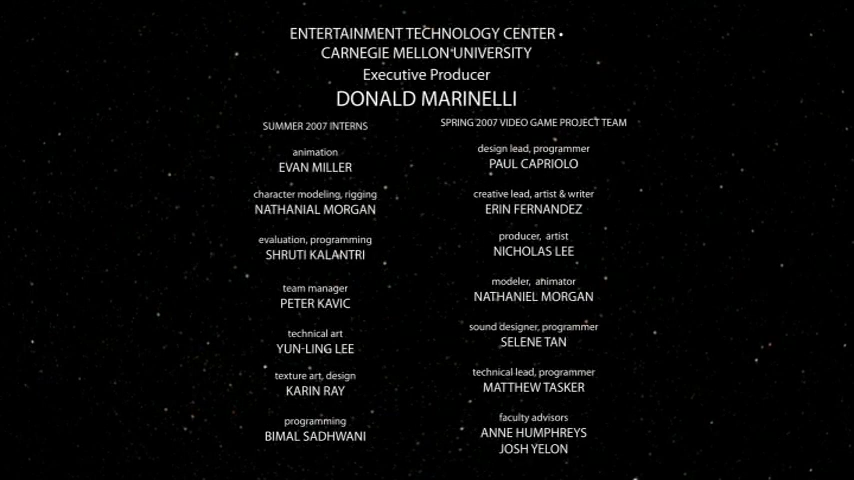 ENTERTAINMENT TECHNOLOGY CENTER •
CARNEGIE MELLON UNIVERSITY
Executive Producer
DONALD MARINELLI
SUMMER 2007 INTERNS
animation
EVAN MILLER
character modeling, rigging
NATHANIAL MORGAN
evaluation, programming
SHRUTI KALANTRI
team manager
PETER KAVIC
technical art
YUN-LING LEE
texture art, design
KARIN RAY
programming
BIMAL SADHWANI
SPRING 2007 VIDEO GAME PROJECT TEAM
design lead, programmer
PAUL CAPRIOLO
creative lead, artist & writer
ERIN FERNANDEZ
producer, artist
NICHOLAS LEE
modeler, animator
NATHANIEL MORGAN
sound designer, programmer
SELENE TAN
technical lead, programmer
MATTHEW TASKER
faculty advisors
ANNE HUMPHREYS
JOSH YELON